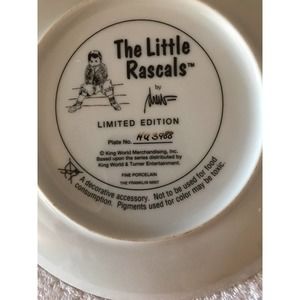 The Little
Rascals™
by
LIMITED EDITION
Plate No.
© King World Merchandising, Inc.
Based upon the series distributed by
King World & Turner Entertainment.
FINE PORCELAIN
THE FRANKLIN MINT
A decorative accessory. Not to be used for food
consumption. Pigments used for color may be toxic.